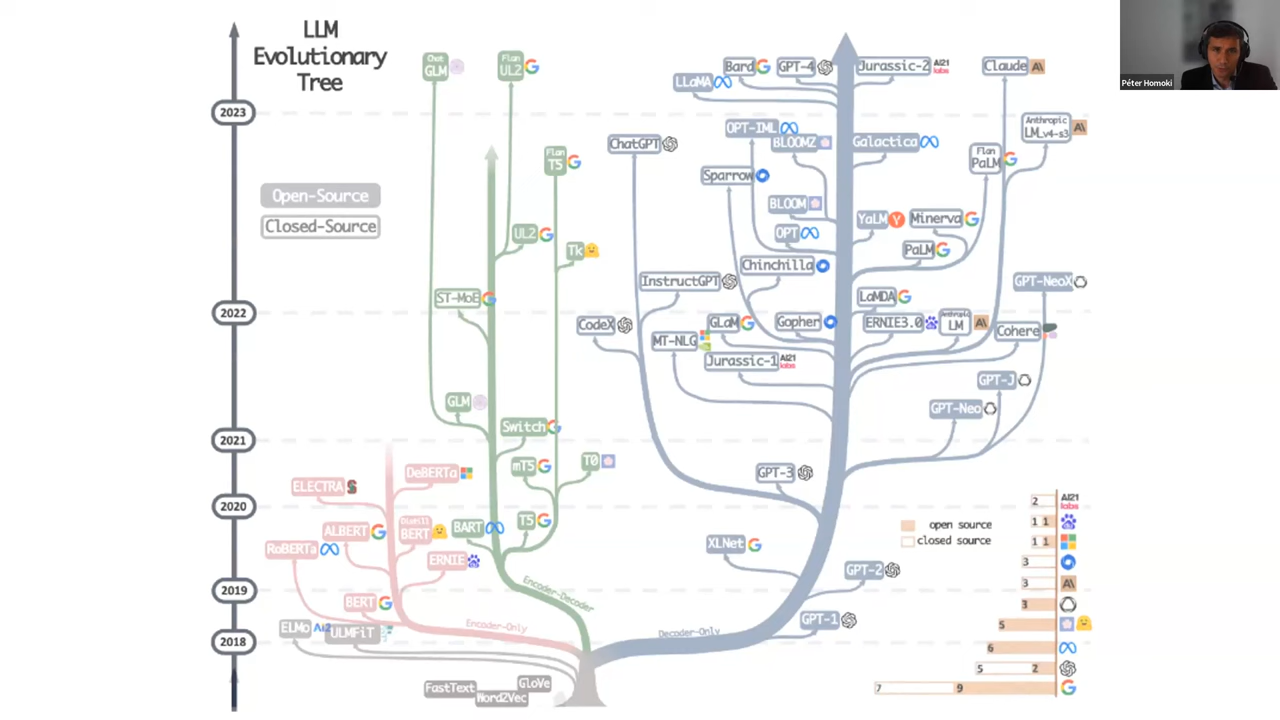 LLM
Evolutionary
Tree
Péter Homoki
Open-Source
Closed-Source
2023
2022
2021
2020
2019
2018
Chat
GLM
Flan
UL2
Flan
T5
UL2
Tk
ST-MoE
GLM
Switch
mT5
T0
BART
T5
Encoder-Decoder
DeBERTa
ELECTRA
ALBERT
Distill
BERT
RoBERTa
ERNIE
BERT
Encoder-Only
ELMo
AI2
ULMFiT
FastText
Word2Vec
GloVe
Decoder-Only
Bard
GPT-4
Jurassic-2
AI21
labs
Claude
A\
LLaMA
OPT-IML
BLOOMZ
Galactica
Anthropic
LM_v4-s3
A\
ChatGPT
Flan
PaLM
Sparrow
BLOOM
YaLM
Y
Minerva
OPT
PaLM
Chinchilla
InstructGPT
GPT-NeoX
LaMDA
CodeX
GLaM
Gopher
ERNIE3.0
Anthropic
LM
A\
Cohere
MT-NLG
Jurassic-1
AI21
labs
GPT-J
GPT-Neo
GPT-3
XLNet
GPT-2
GPT-1
open source
closed source
2
AI21
labs
1 1
1 1
3
3
A\
3
5
6
5 2
7 9